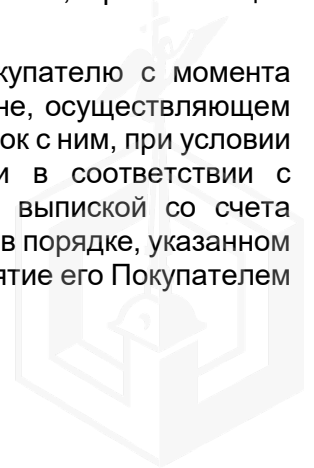 купателю с момента
не, осуществляющем
ок с ним, при условии
и в соответствии с
выпиской со счета
в порядке, указанном
ятие его Покупателем